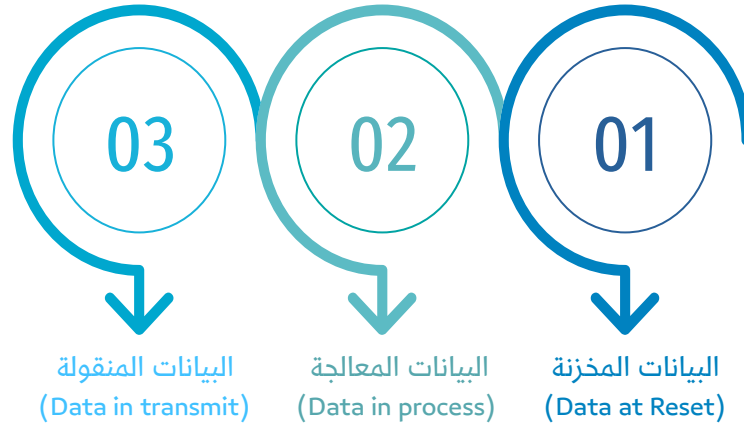 01
البيانات المخزنة
(Data at Reset)
02
البيانات المعالجة
(Data in process)
03
البيانات المنقولة
(Data in transmit)